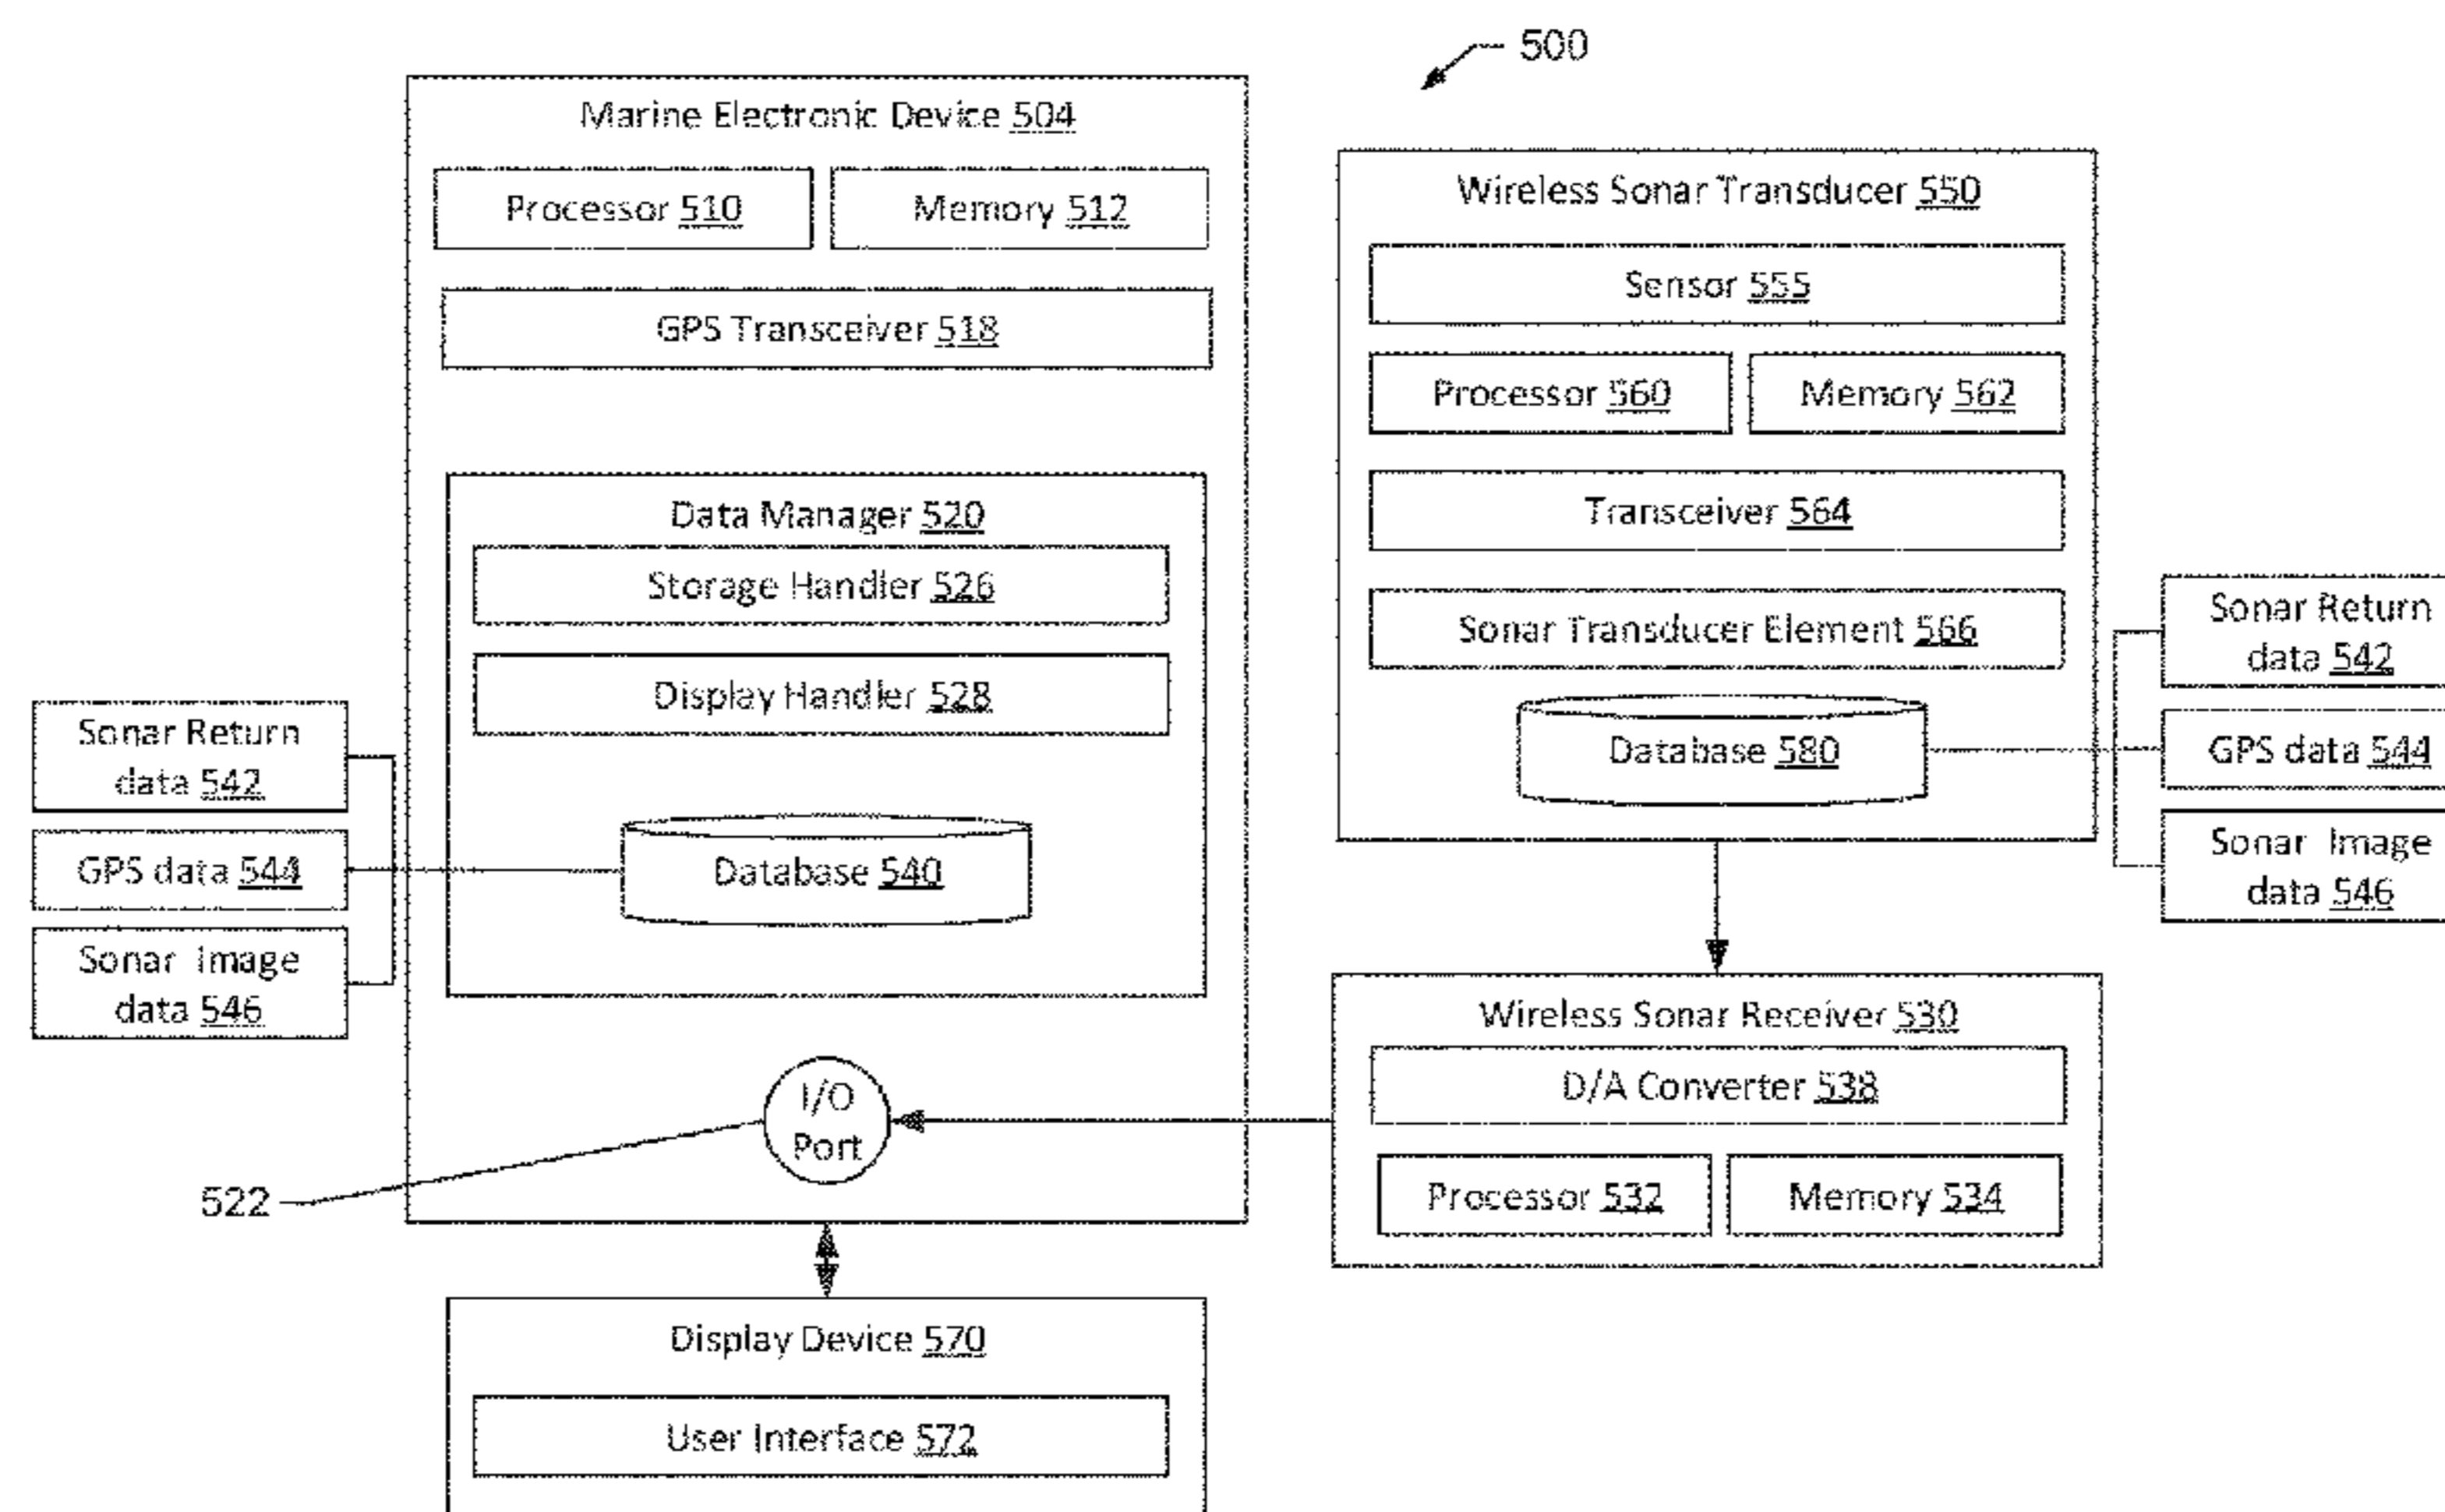 500
Marine Electronic Device 504
Processor 510
Memory 512
GPS Transceiver 518
Data Manager 520
Storage Handler 526
Display Handler 528
Database 540
Sonar Return
data 542
GPS data 544
Sonar Image
data 546
I/O
Port
522
Display Device 570
User Interface 572
Wireless Sonar Transducer 550
Sensor 555
Processor 560
Memory 562
Transceiver 564
Sonar Transducer Element 566
Database 580
Sonar Return
data 542
GPS data 544
Sonar Image
data 546
Wireless Sonar Receiver 530
D/A Converter 538
Processor 532
Memory 534